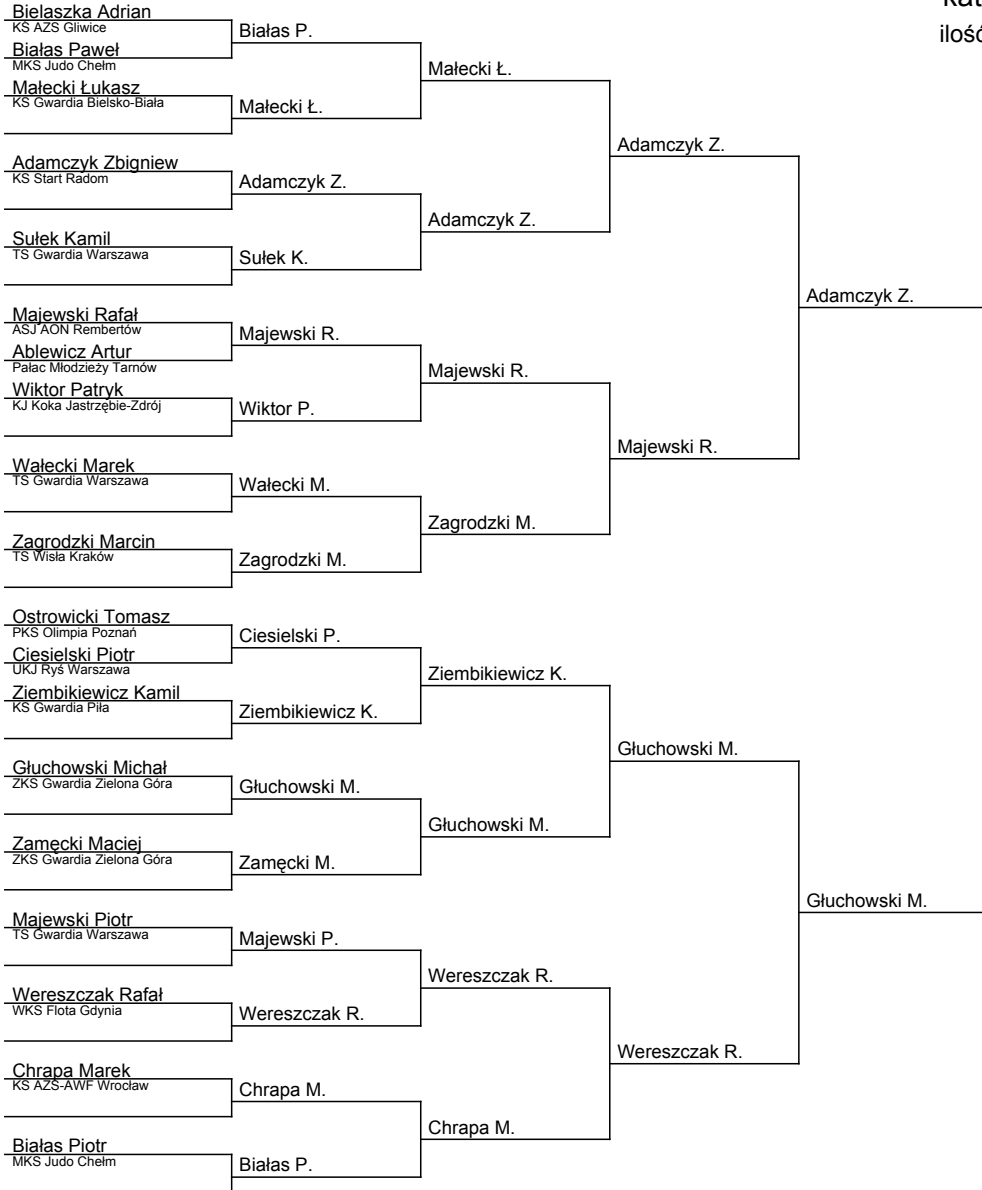 Bielaszka Adrian
KS AZS Gliwice
Białas Paweł
MKS Judo Chełm
Małecki Łukasz
KS Gwardia Bielsko-Biała
Adamczyk Zbigniew
KS Start Radom
Sułek Kamil
TS Gwardia Warszawa
Majewski Rafał
ASJ AON Rembertów
Ablewicz Artur
Pałac Młodzieży Tarnów
Wiktor Patryk
KJ Koka Jastrzębie-Zdrój
Wałecki Marek
TS Gwardia Warszawa
Zagrodzki Marcin
TS Wisła Kraków
Ostrowicki Tomasz
PKS Olimpia Poznań
Ciesielski Piotr
UKJ Ryś Warszawa
Ziembikiewicz Kamil
KS Gwardia Piła
Głuchowski Michał
ZKS Gwardia Zielona Góra
Zamęcki Maciej
ZKS Gwardia Zielona Góra
Majewski Piotr
TS Gwardia Warszawa
Wereszczak Rafał
WKS Flota Gdynia
Chrapa Marek
KS AZS-AWF Wrocław
Białas Piotr
MKS Judo Chełm
Białas P.
Małecki Ł.
Adamczyk Z.
Sułek K.
Majewski R.
Wiktor P.
Wałecki M.
Zagrodzki M.
Ciesielski P.
Ziembikiewicz K.
Głuchowski M.
Zamęcki M.
Majewski P.
Wereszczak R.
Chrapa M.
Białas P.
Małecki Ł.
Adamczyk Z.
Majewski R.
Zagrodzki M.
Ziembikiewicz K.
Głuchowski M.
Wereszczak R.
Chrapa M.
Adamczyk Z.
Majewski R.
Głuchowski M.
Wereszczak R.
Adamczyk Z.
Głuchowski M.
ilość